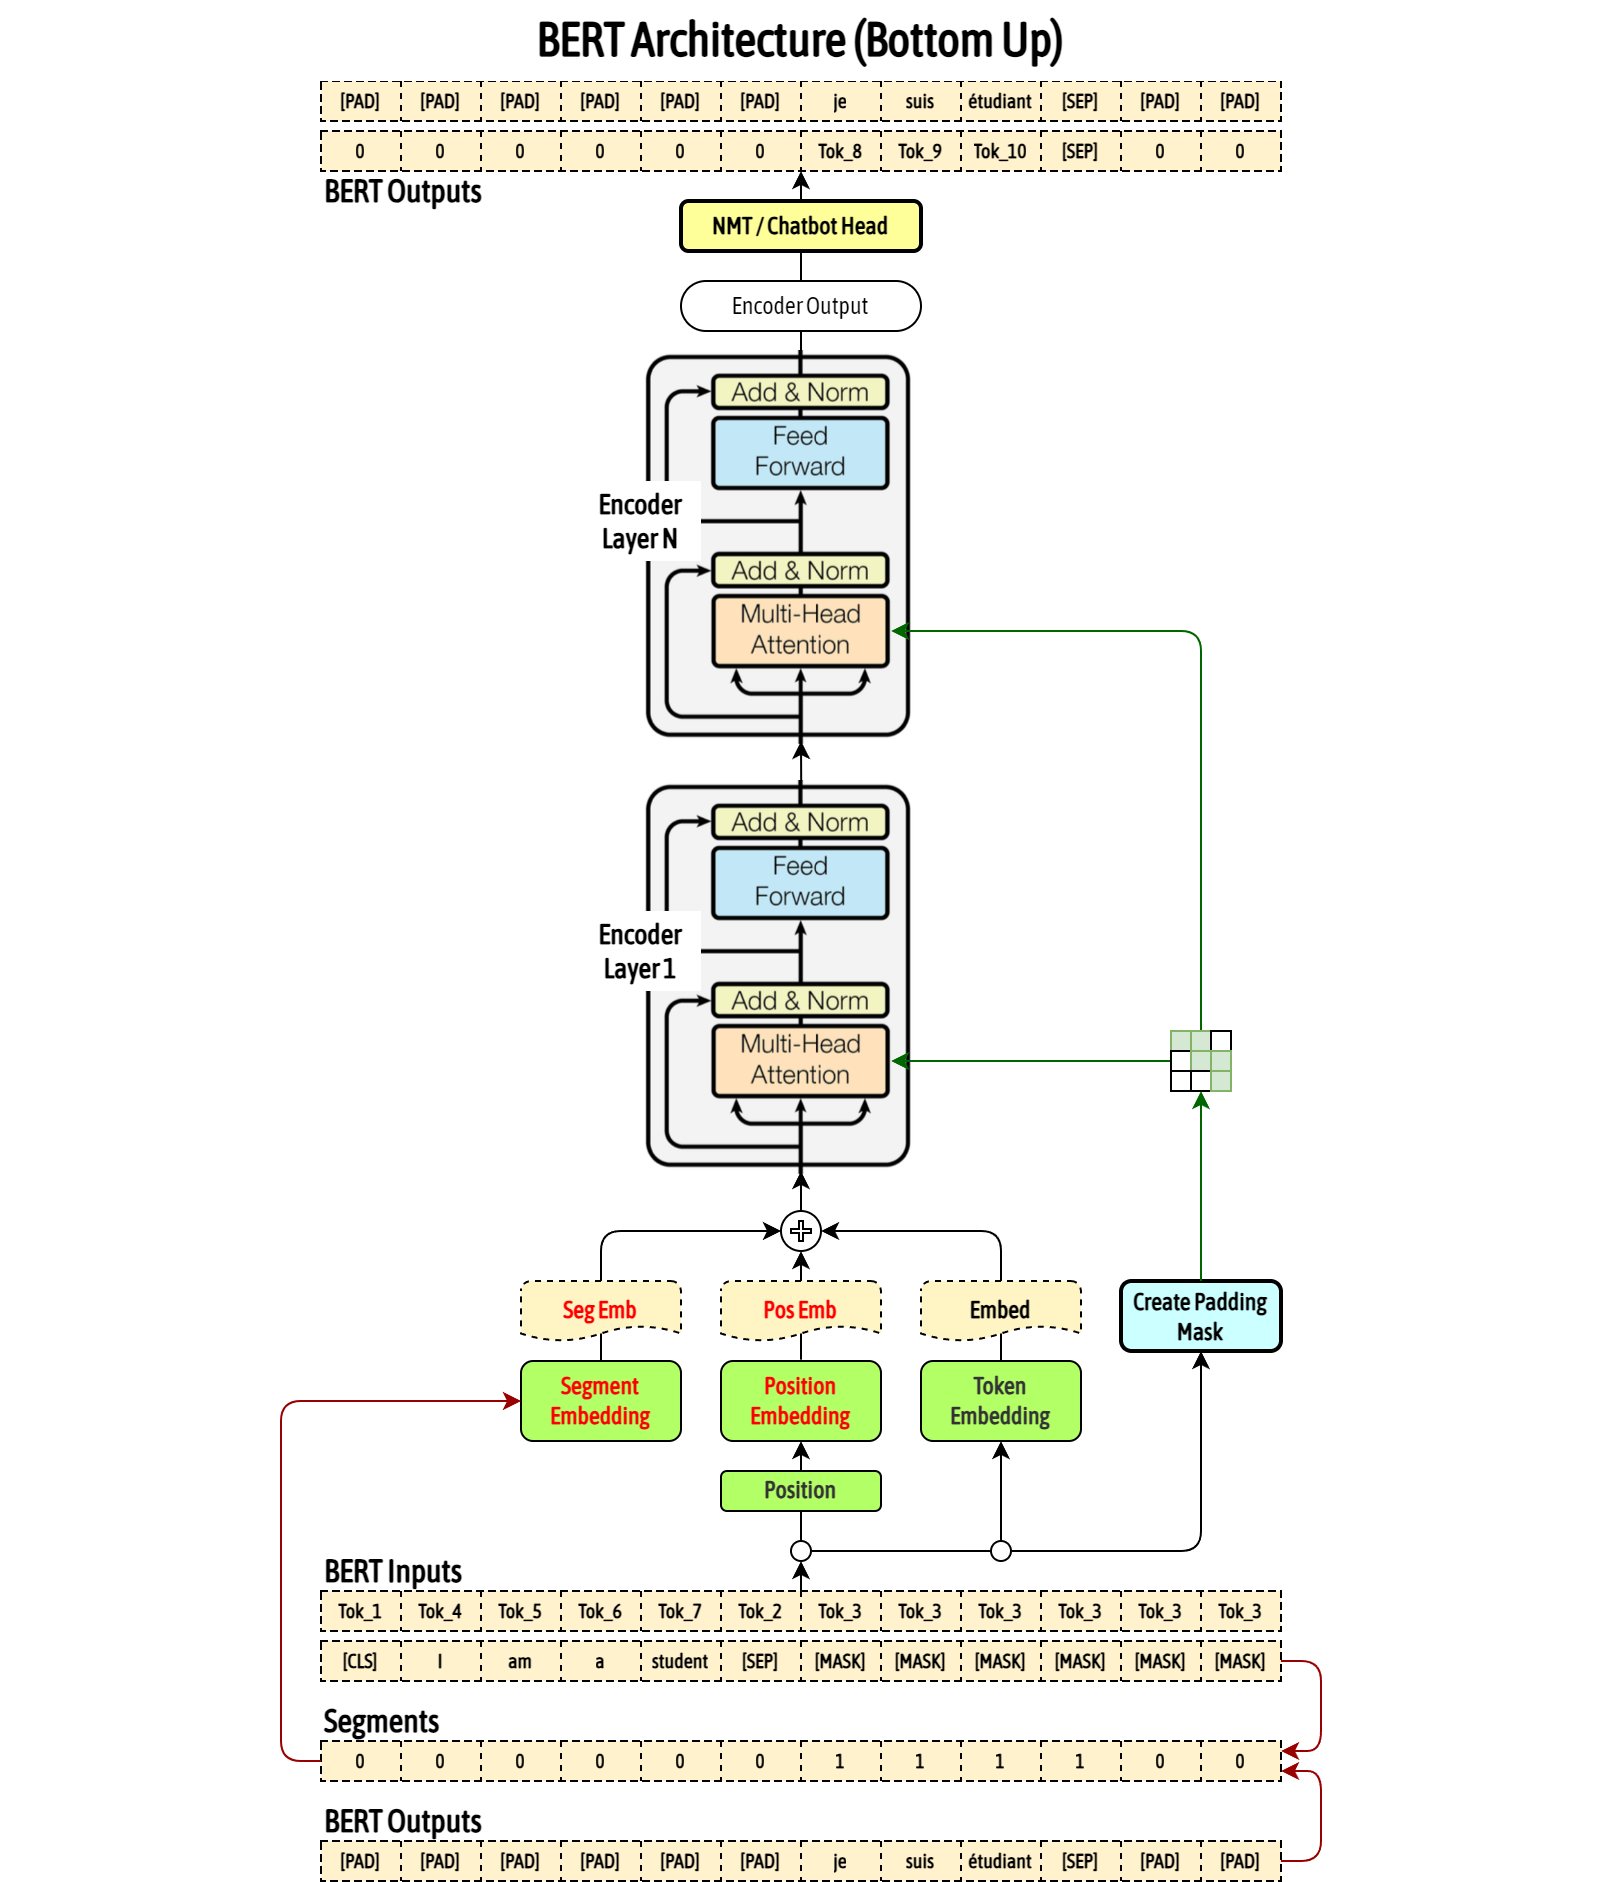 BERT Architecture (Bottom Up)
[PAD] [PAD] [PAD] [PAD] [PAD] [PAD] je suis étudiant [SEP] [PAD] [PAD]
0 0 0 0 0 0 Tok_8 Tok_9 Tok_10 [SEP] 0 0
BERT Outputs
NMT / Chatbot Head
Encoder Output
Add & Norm
Feed
Forward
Encoder
Layer N
Add & Norm
Multi-Head
Attention
Add & Norm
Feed
Forward
Encoder
Layer 1
Add & Norm
Multi-Head
Attention
Seg Emb
Pos Emb
Embed
Create Padding
Mask
Segment
Embedding
Position
Embedding
Token
Embedding
Position
BERT Inputs
Tok_1 Tok_4 Tok_5 Tok_6 Tok_7 Tok_2 Tok_3 Tok_3 Tok_3 Tok_3 Tok_3 Tok_3
[CLS] I am a student [SEP] [MASK] [MASK] [MASK] [MASK] [MASK] [MASK]
Segments
0 0 0 0 0 0 1 1 1 1 0 0
BERT Outputs
[PAD] [PAD] [PAD] [PAD] [PAD] [PAD] je suis étudiant [SEP] [PAD] [PAD]